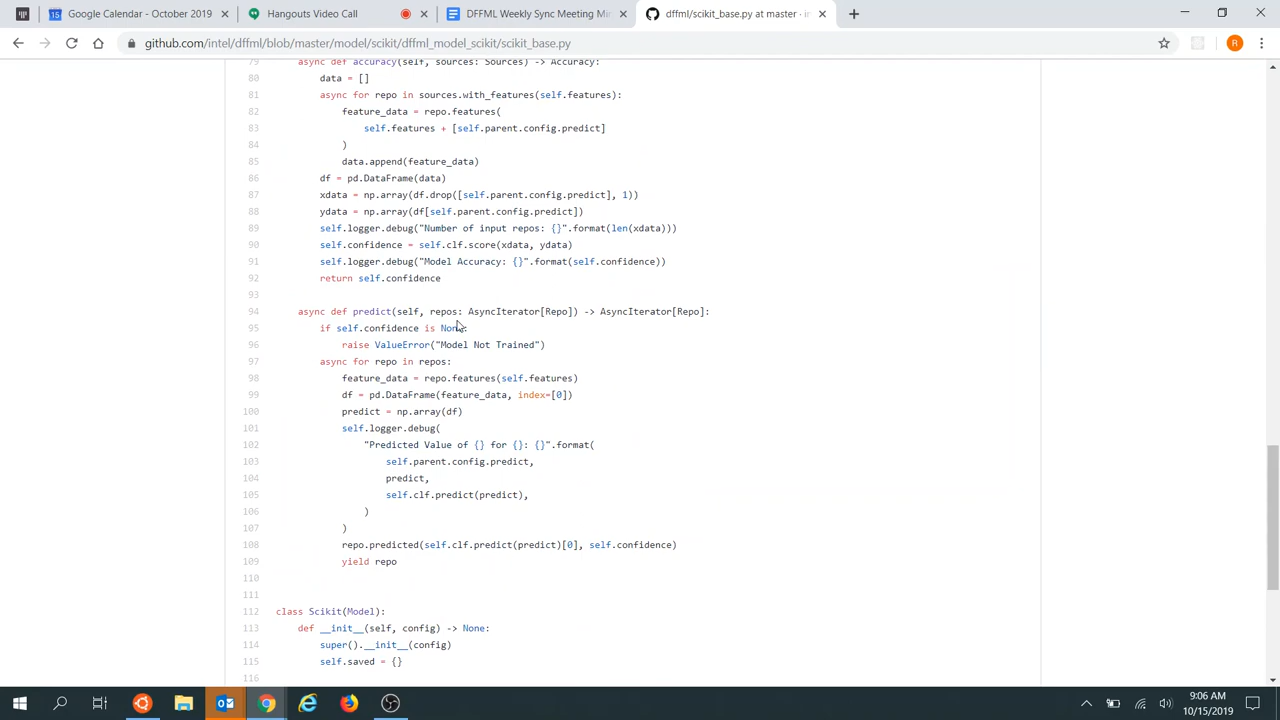 Google Calendar - October 2019
Hangouts Video Call
DFFML Weekly Sync Meeting Mi
dffml/scikit_base.py at master · i
github.com/intel/dffml/blob/master/model/scikit/dffml_model_scikit/scikit_base.py
R
79 async def accuracy(self, sources: Sources) -> Accuracy:
80 data = []
81 async for repo in sources.with_features(self.features):
82 feature_data = repo.features(
83 self.features + [self.parent.config.predict]
84 )
85 data.append(feature_data)
86 df = pd.DataFrame(data)
87 xdata = np.array(df.drop([self.parent.config.predict], 1))
88 ydata = np.array(df[self.parent.config.predict])
89 self.logger.debug("Number of input repos: {}".format(len(xdata)))
90 self.confidence = self.clf.score(xdata, ydata)
91 self.logger.debug("Model Accuracy: {}".format(self.confidence))
92 return self.confidence
93
94 async def predict(self, repos: AsyncIterator[Repo]) -> AsyncIterator[Repo]:
95 if self.confidence is None:
96 raise ValueError("Model Not Trained")
97 async for repo in repos:
98 feature_data = repo.features(self.features)
99 df = pd.DataFrame(feature_data, index=[0])
100 predict = np.array(df)
101 self.logger.debug(
102 "Predicted Value of {} for {}: {}".format(
103 self.parent.config.predict,
104 predict,
105 self.clf.predict(predict),
106 )
107 )
108 repo.predicted(self.clf.predict(predict)[0], self.confidence)
109 yield repo
110
111
112 class Scikit(Model):
113 def __init__(self, config) -> None:
114 super().__init__(config)
115 self.saved = {}
116
9:06 AM
10/15/2019